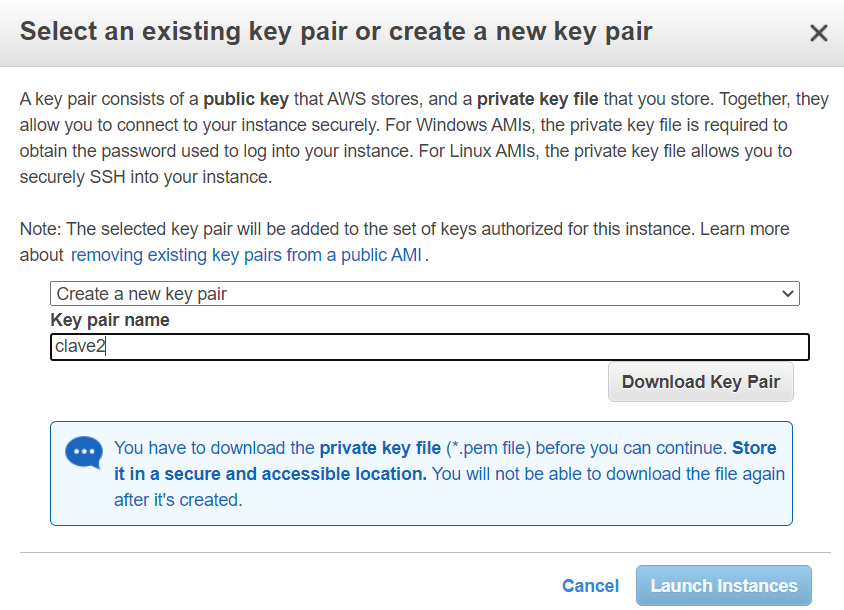 Select an existing key pair or create a new key pair
A key pair consists of a public key that AWS stores, and a private key file that you store. Together, they
allow you to connect to your instance securely. For Windows AMIs, the private key file is required to
obtain the password used to log into your instance. For Linux AMIs, the private key file allows you to
securely SSH into your instance.
Note: The selected key pair will be added to the set of keys authorized for this instance. Learn more
about removing existing key pairs from a public AMI .
Create a new key pair
Key pair name
clave2
Download Key Pair
You have to download the private key file (*.pem file) before you can continue. Store
it in a secure and accessible location. You will not be able to download the file again
after it's created.
Cancel Launch Instances